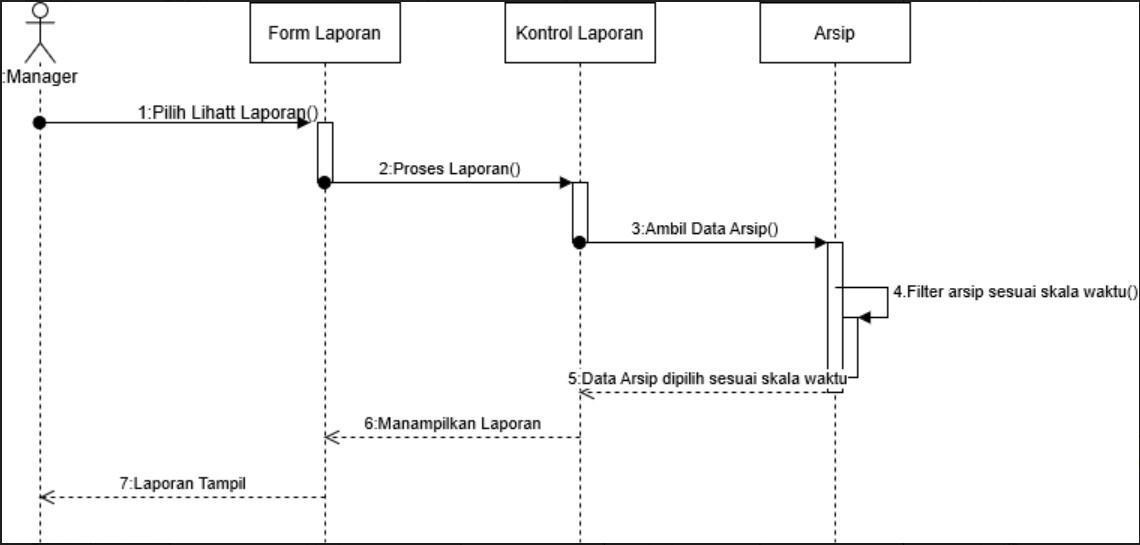 Form Laporan
Kontrol Laporan
Arsip
:Manager
1:Pilih Lihatt Laporan()
2:Proses Laporan()
3:Ambil Data Arsip()
4.Filter arsip sesuai skala waktu()
5:Data Arsip dipilih sesuai skala waktu
6:Manampilkan Laporan
7:Laporan Tampil